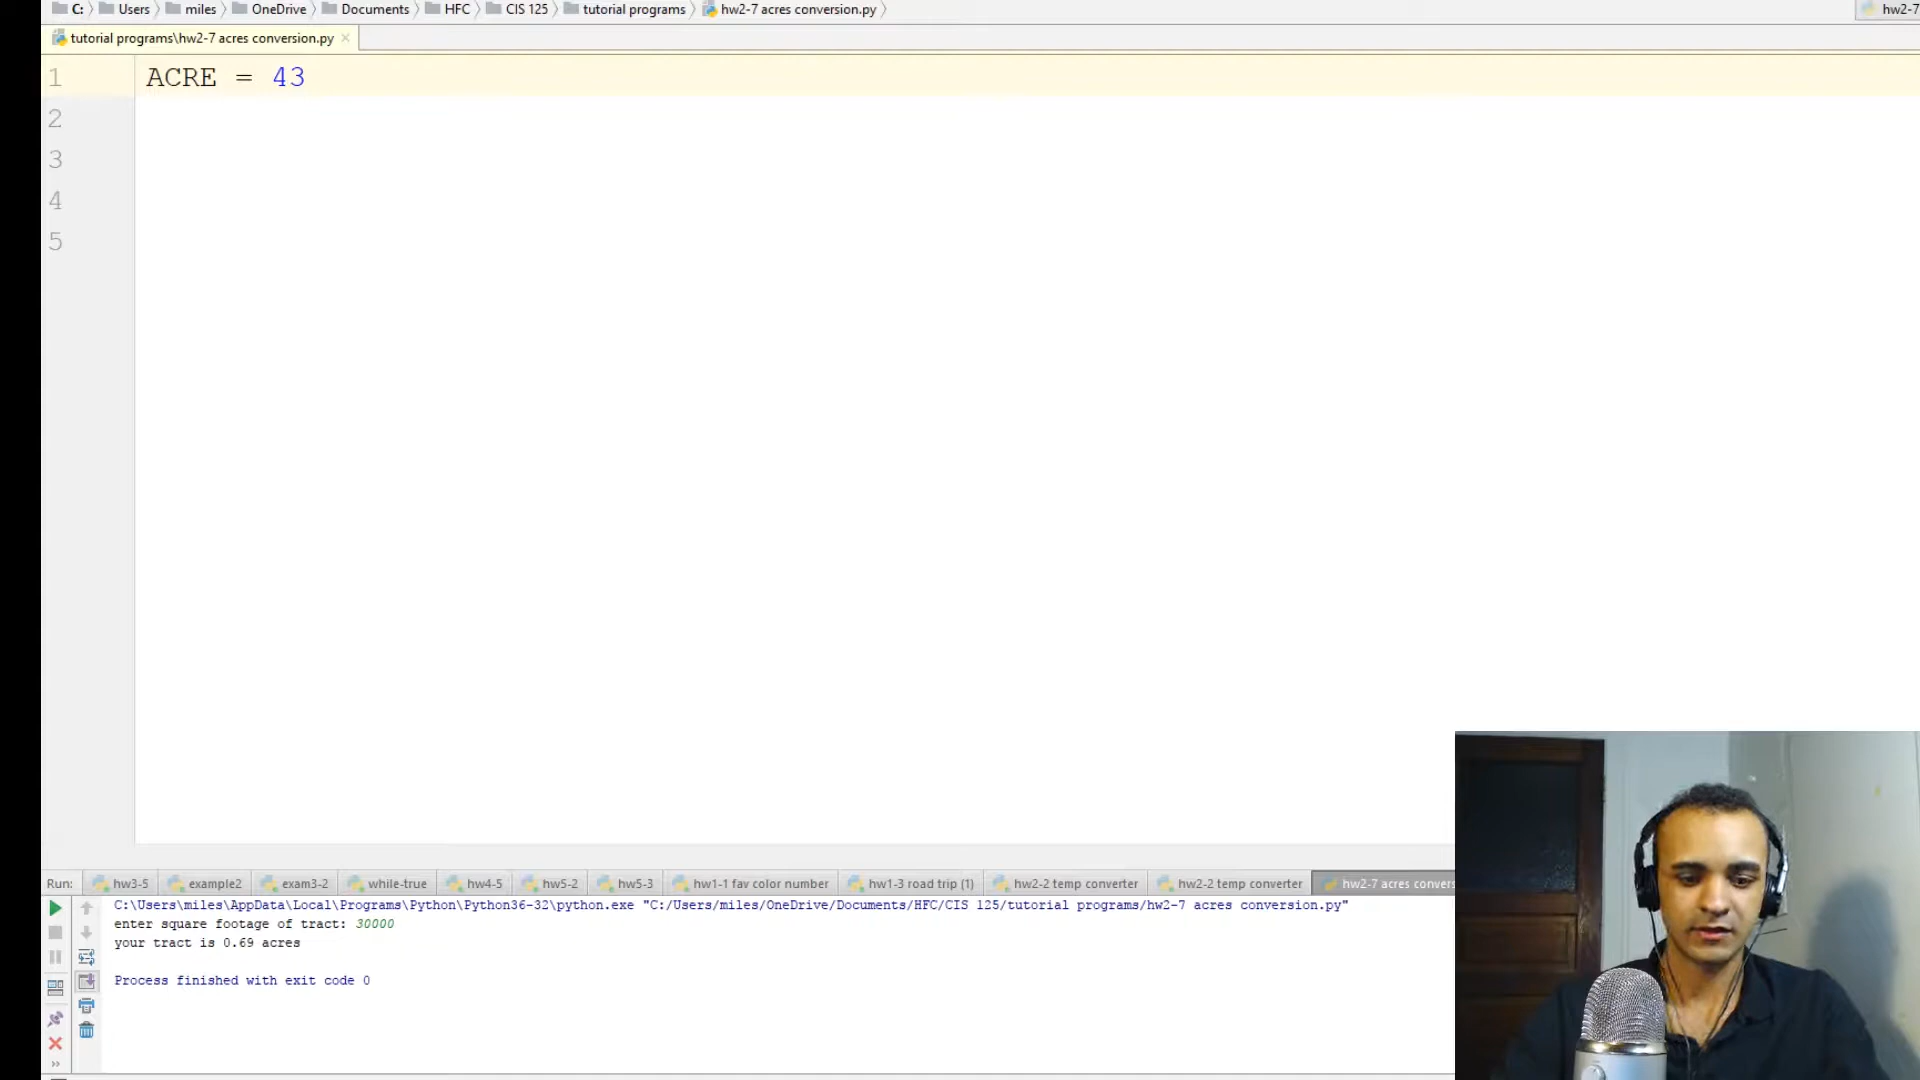 C: Users miles OneDrive Documents HFC CIS 125 tutorial programs hw2-7 acres conversion.py hw2-7
tutorial programs\hw2-7 acres conversion.py
1 ACRE = 43
2
3
4
5
Run: hw3-5 example2 exam3-2 while-true hw4-5 hw5-2 hw5-3 hw1-1 fav color number hw1-3 road trip (1) hw2-2 temp converter hw2-2 temp converter hw2-7 acres convers
C:\Users\miles\AppData\Local\Programs\Python\Python36-32\python.exe "C:/Users/miles/OneDrive/Documents/HFC/CIS 125/tutorial programs/hw2-7 acres conversion.py"
enter square footage of tract: 30000
your tract is 0.69 acres
Process finished with exit code 0